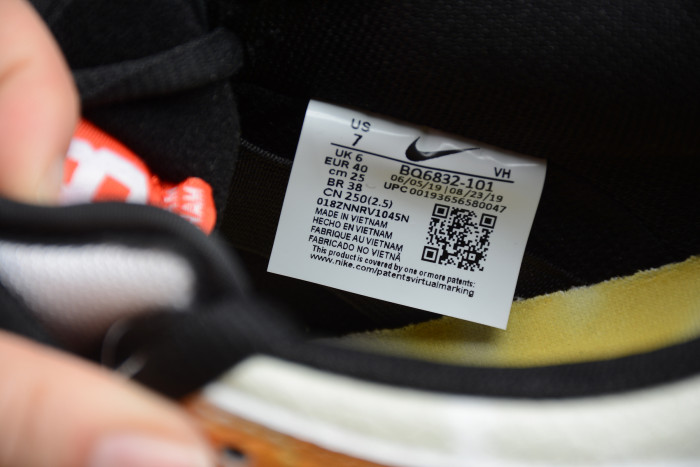 US
7
VH
UK 6
BQ6832-101
EUR 40
06/05/19 | 08/23/19
cm 25
UPC 00193656580047
BR 38
CN 250(2.5)
018ZNNRV1045N
MADE IN VIETNAM
HECHO EN VIETNAM
FABRIQUE AU VIETNAM
FABRICADO NO VIETNÃ
This product is covered by one or more patents:
www.nike.com/patentsvirtualmarking